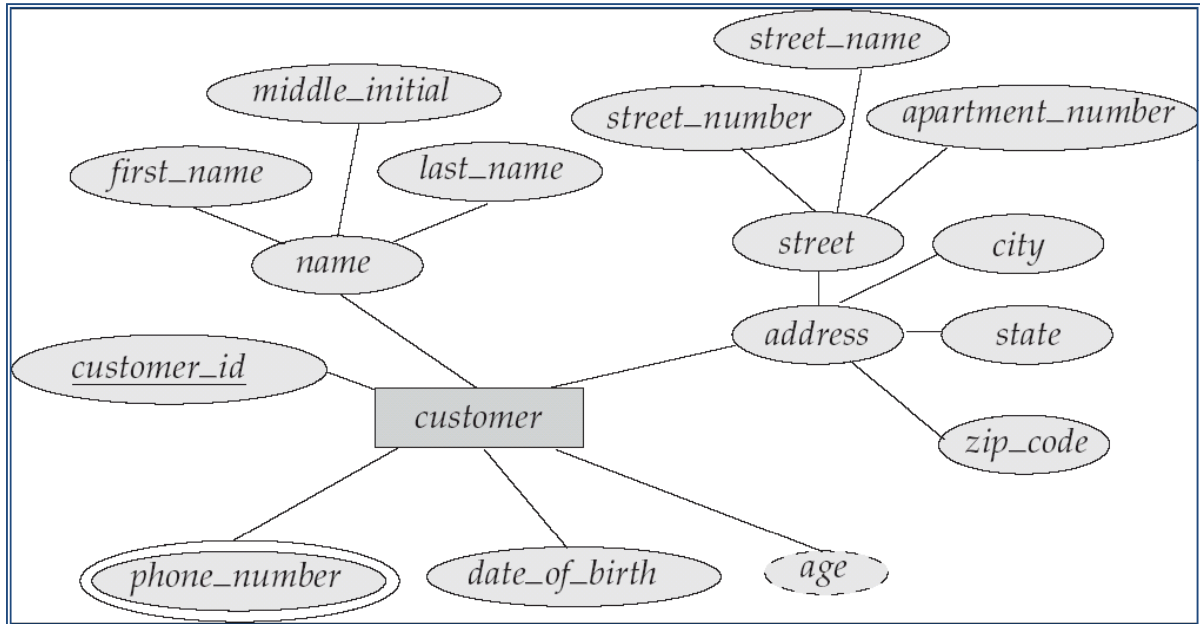 street_name
middle_initial
street_number
apartment_number
first_name
last_name
name
street
city
address
state
customer_id
customer
zip_code
phone_number
date_of_birth
age